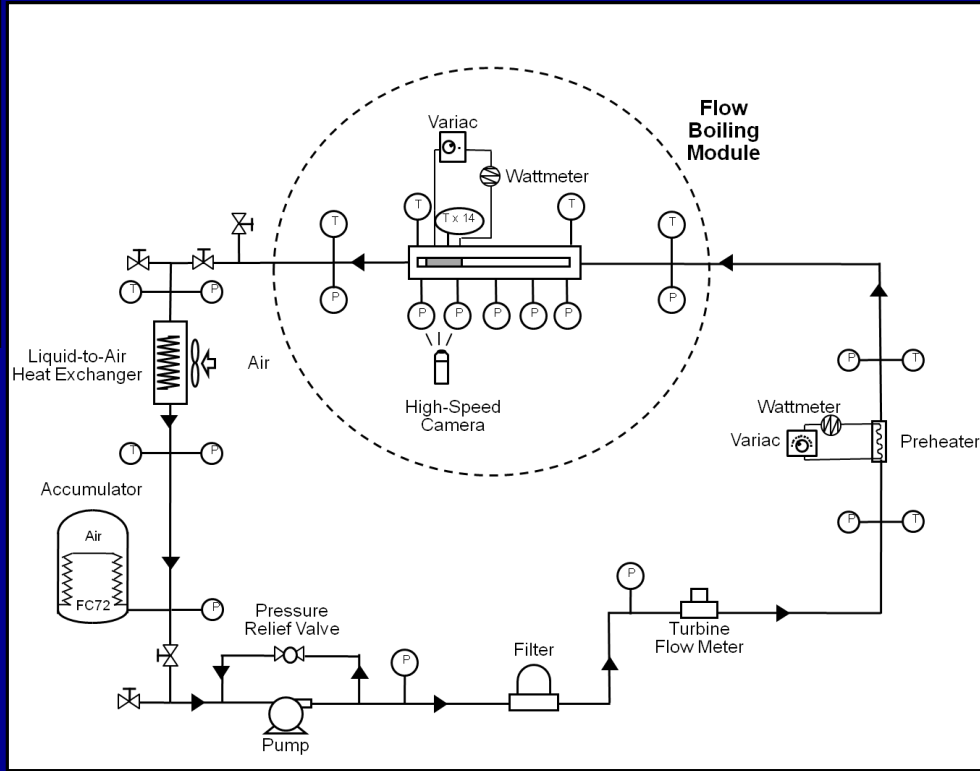 Flow
Boiling
Module
Variac
Wattmeter
T
T x 14
T
T
T
P
P
P
P
P
P
P
T
P
Liquid-to-Air
Heat Exchanger
Air
High-Speed
Camera
P
T
Wattmeter
Variac
Preheater
T
P
Accumulator
Air
FC72
P
T
P
P
Turbine
Flow Meter
Pressure
Relief Valve
P
Filter
Pump